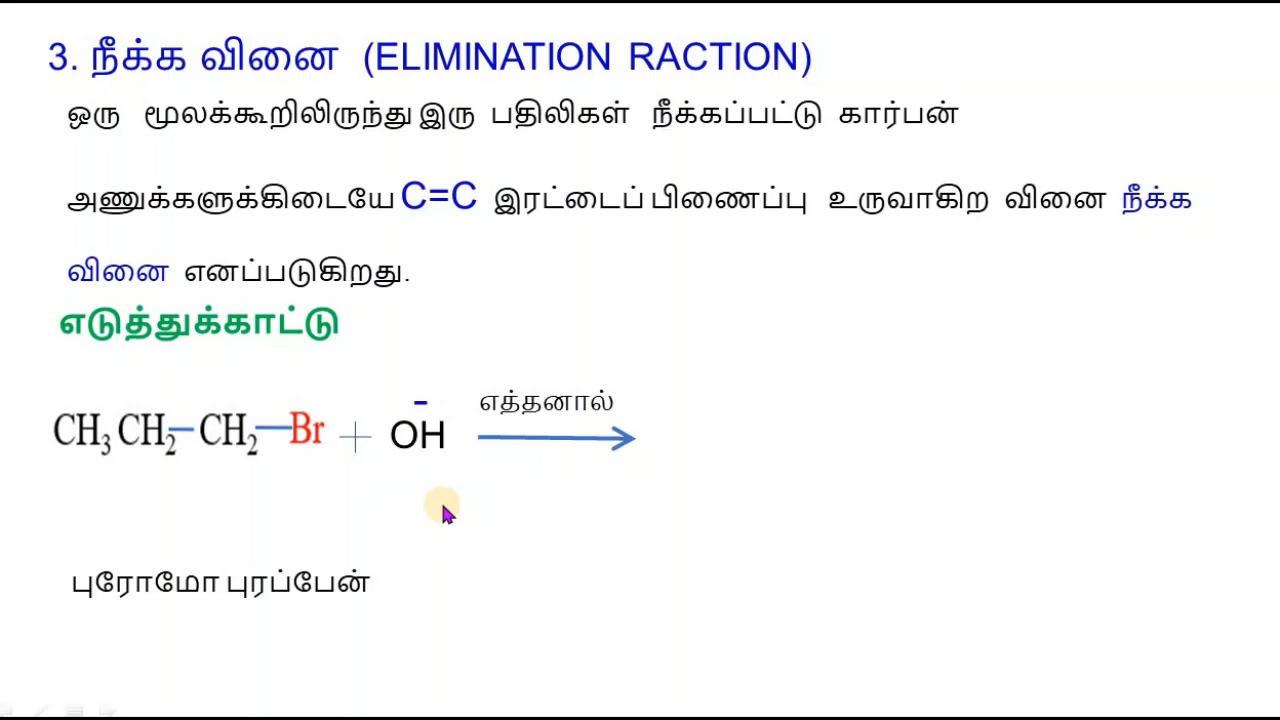 3. நீக்க வினை (ELIMINATION RACTION)
ஒரு மூலக்கூறிலிருந்து இரு பதிலிகள் நீக்கப்பட்டு கார்பன்
அணுக்களுக்கிடையே C=C இரட்டைப் பிணைப்பு உருவாகிற வினை நீக்க
வினை எனப்படுகிறது.
எடுத்துக்காட்டு
CH₃ CH₂–CH₂–Br + OH⁻ எத்தனால் →
புரோமோ புரப்பேன்